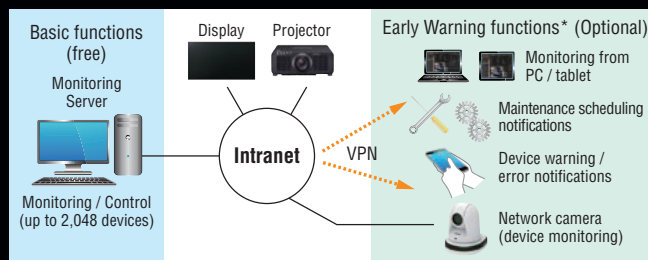 Basic functions
(free)
Monitoring
Server
Monitoring / Control
(up to 2,048 devices)
Display
Projector
Intranet
VPN
Early Warning functions* (Optional)
Monitoring from
PC / tablet
Maintenance scheduling
notifications
Device warning /
error notifications
Network camera
(device monitoring)